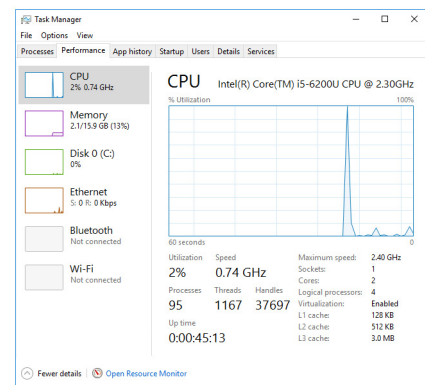 Task Manager
File Options View
Processes Performance App history Startup Users Details Services
CPU
2% 0.74 GHz
Memory
2.1/15.9 GB (13%)
Disk 0 (C:)
0%
Ethernet
S: 0 R: 0 Kbps
Bluetooth
Not connected
Wi-Fi
Not connected
CPU Intel(R) Core(TM) i5-6200U CPU @ 2.30GHz
% Utilization 100%
60 seconds 0
Utilization Speed
2% 0.74 GHz
Processes Threads Handles
95 1167 37697
Up time
0:00:45:13
Maximum speed: 2.40 GHz
Sockets: 1
Cores: 2
Logical processors: 4
Virtualization: Enabled
L1 cache: 128 KB
L2 cache: 512 KB
L3 cache: 3.0 MB
Fewer details Open Resource Monitor